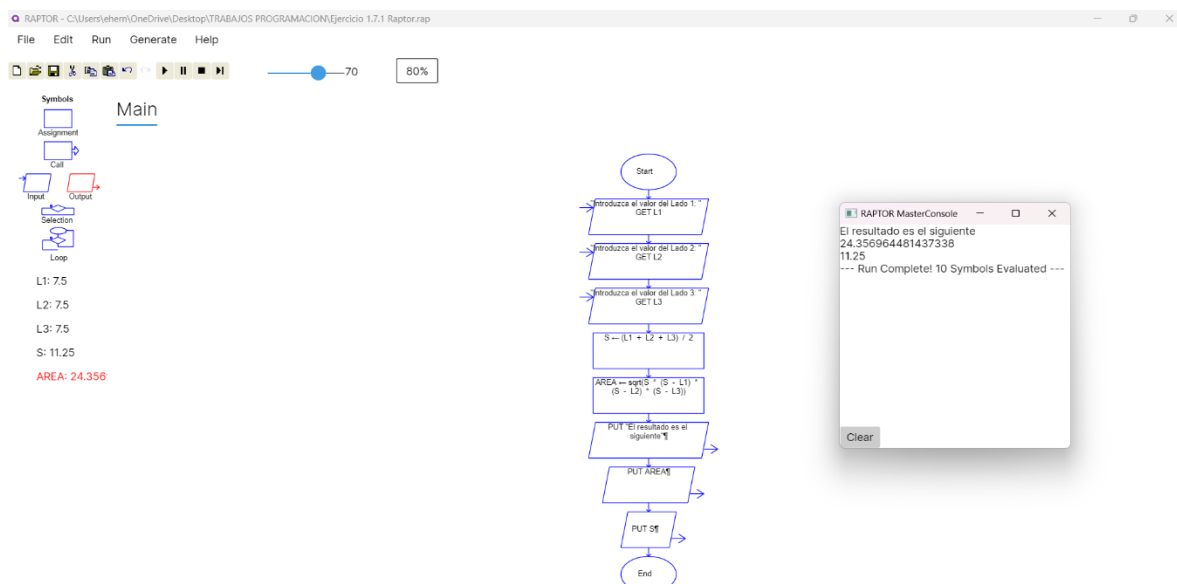 RAPTOR - C:\Users\ehern\OneDrive\Desktop\TRABAJOS PROGRAMACION\Ejercicio 1.7.1 Raptor.rap
File Edit Run Generate Help
70
80%
Symbols
Assignment
Call
Input Output
Selection
Loop
L1: 7.5
L2: 7.5
L3: 7.5
S: 11.25
AREA: 24.356
Main
Start
"Introduzca el valor del Lado 1: "
GET L1
"Introduzca el valor del Lado 2: "
GET L2
"Introduzca el valor del Lado 3: "
GET L3
S ← (L1 + L2 + L3) / 2
AREA ← sqrt(S * (S - L1) *
(S - L2) * (S - L3))
PUT "El resultado es el
siguiente"¶
PUT AREA¶
PUT S¶
End
RAPTOR MasterConsole
El resultado es el siguiente
24.356964481437338
11.25
--- Run Complete! 10 Symbols Evaluated ---
Clear